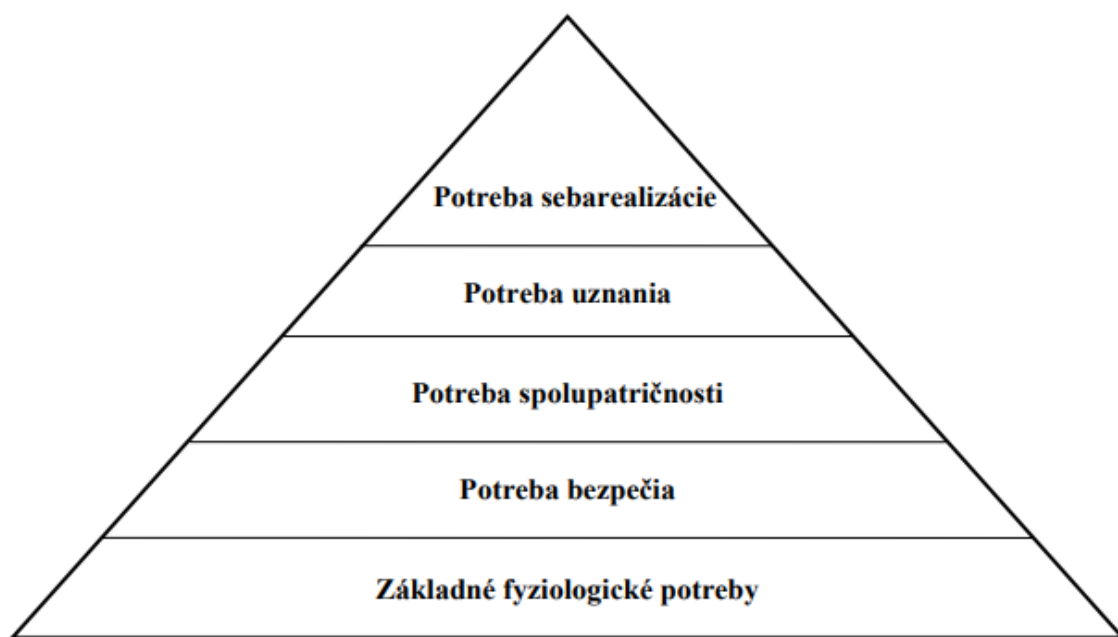 Potreba sebarealizácie
Potreba uznania
Potreba spolupatričnosti
Potreba bezpečia
Základné fyziologické potreby